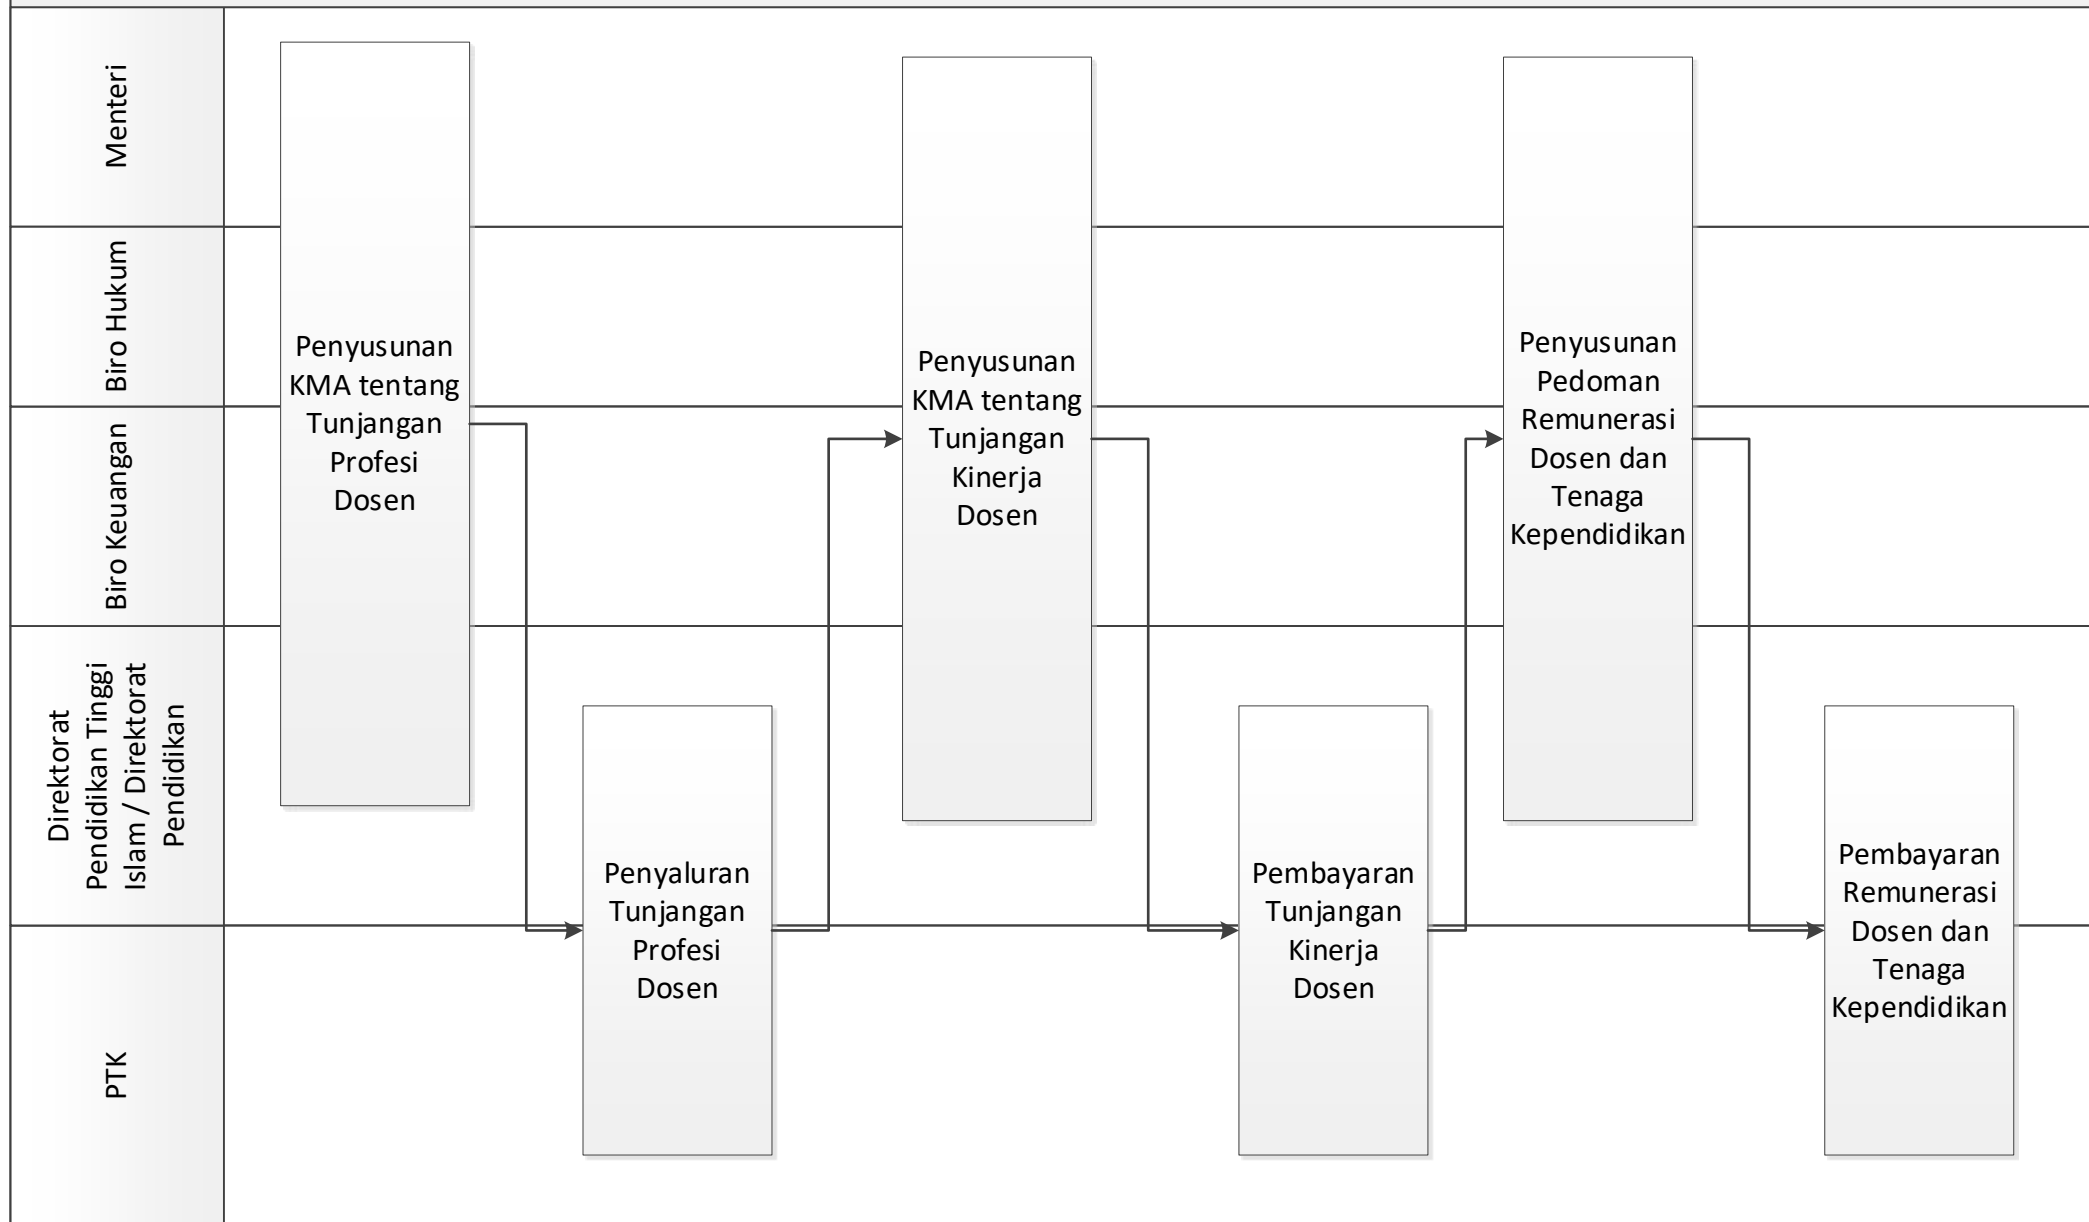 Menteri
Biro Hukum
Biro Keuangan
Direktorat
Pendidikan Tinggi
Islam / Direktorat
Pendidikan
PTK
Penyusunan
KMA tentang
Tunjangan
Profesi
Dosen
Penyaluran
Tunjangan
Profesi
Dosen
Penyusunan
KMA tentang
Tunjangan
Kinerja
Dosen
Pembayaran
Tunjangan
Kinerja
Dosen
Penyusunan
Pedoman
Remunerasi
Dosen dan
Tenaga
Kependidikan
Pembayaran
Remunerasi
Dosen dan
Tenaga
Kependidikan